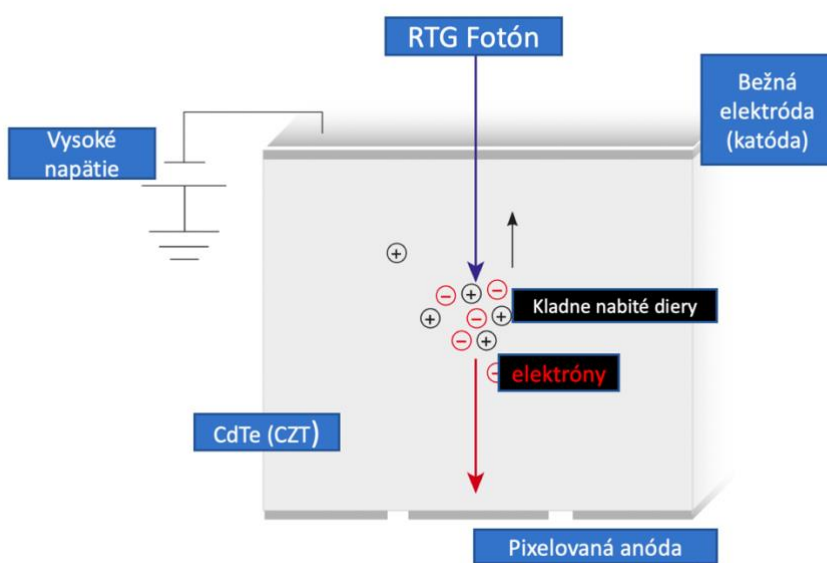 RTG Fotón
Bežná
elektróda
(katóda)
Vysoké
napätie
Kladne nabité diery
elektróny
CdTe (CZT)
Pixelovaná anóda